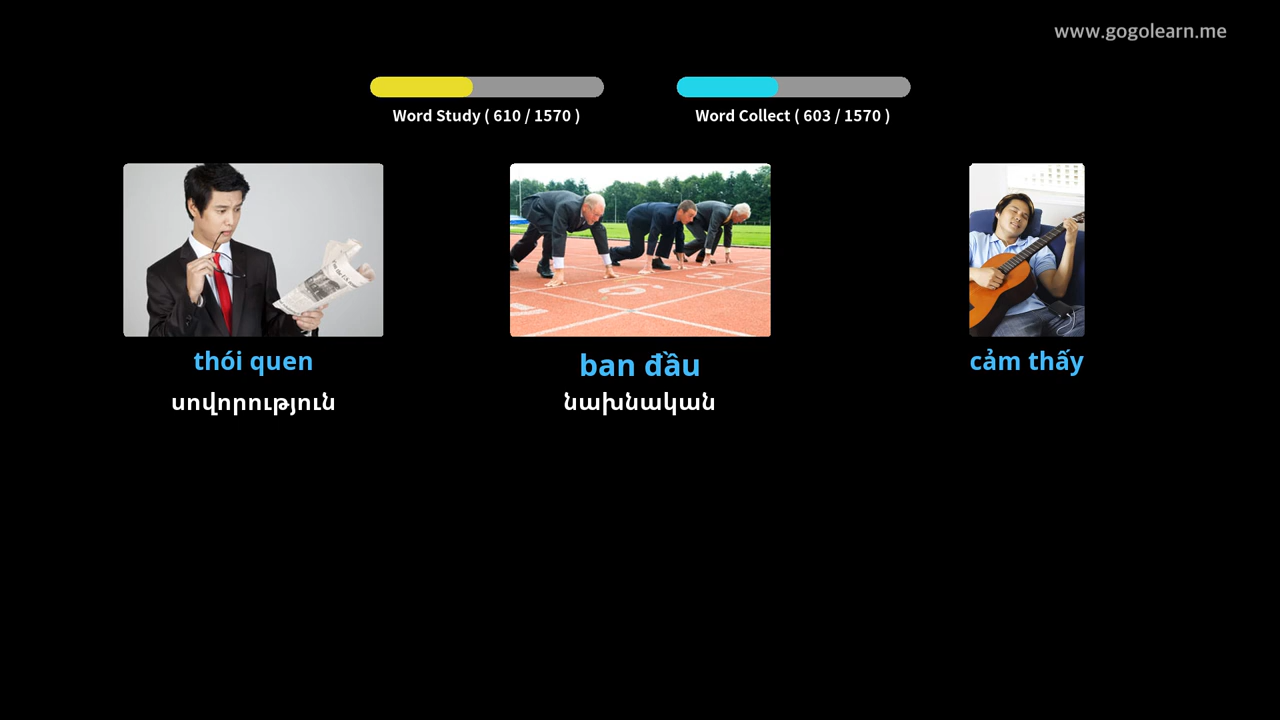 www.gogolearn.me
Word Study ( 610 / 1570 )
Word Collect ( 603 / 1570 )
thói quen
ban đầu
cảm thấy
սովորություն
նախնական